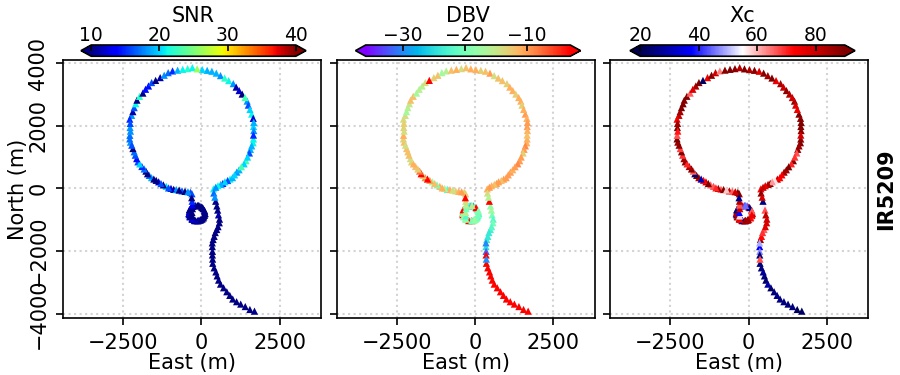 SNR DBV Xc
10 20 30 40 −30 −20 −10 20 40 60 80
4000
2000
0
−2000
−4000
North (m)
IR5209
−2500 0 2500 −2500 0 2500 −2500 0 2500
East (m) East (m) East (m)